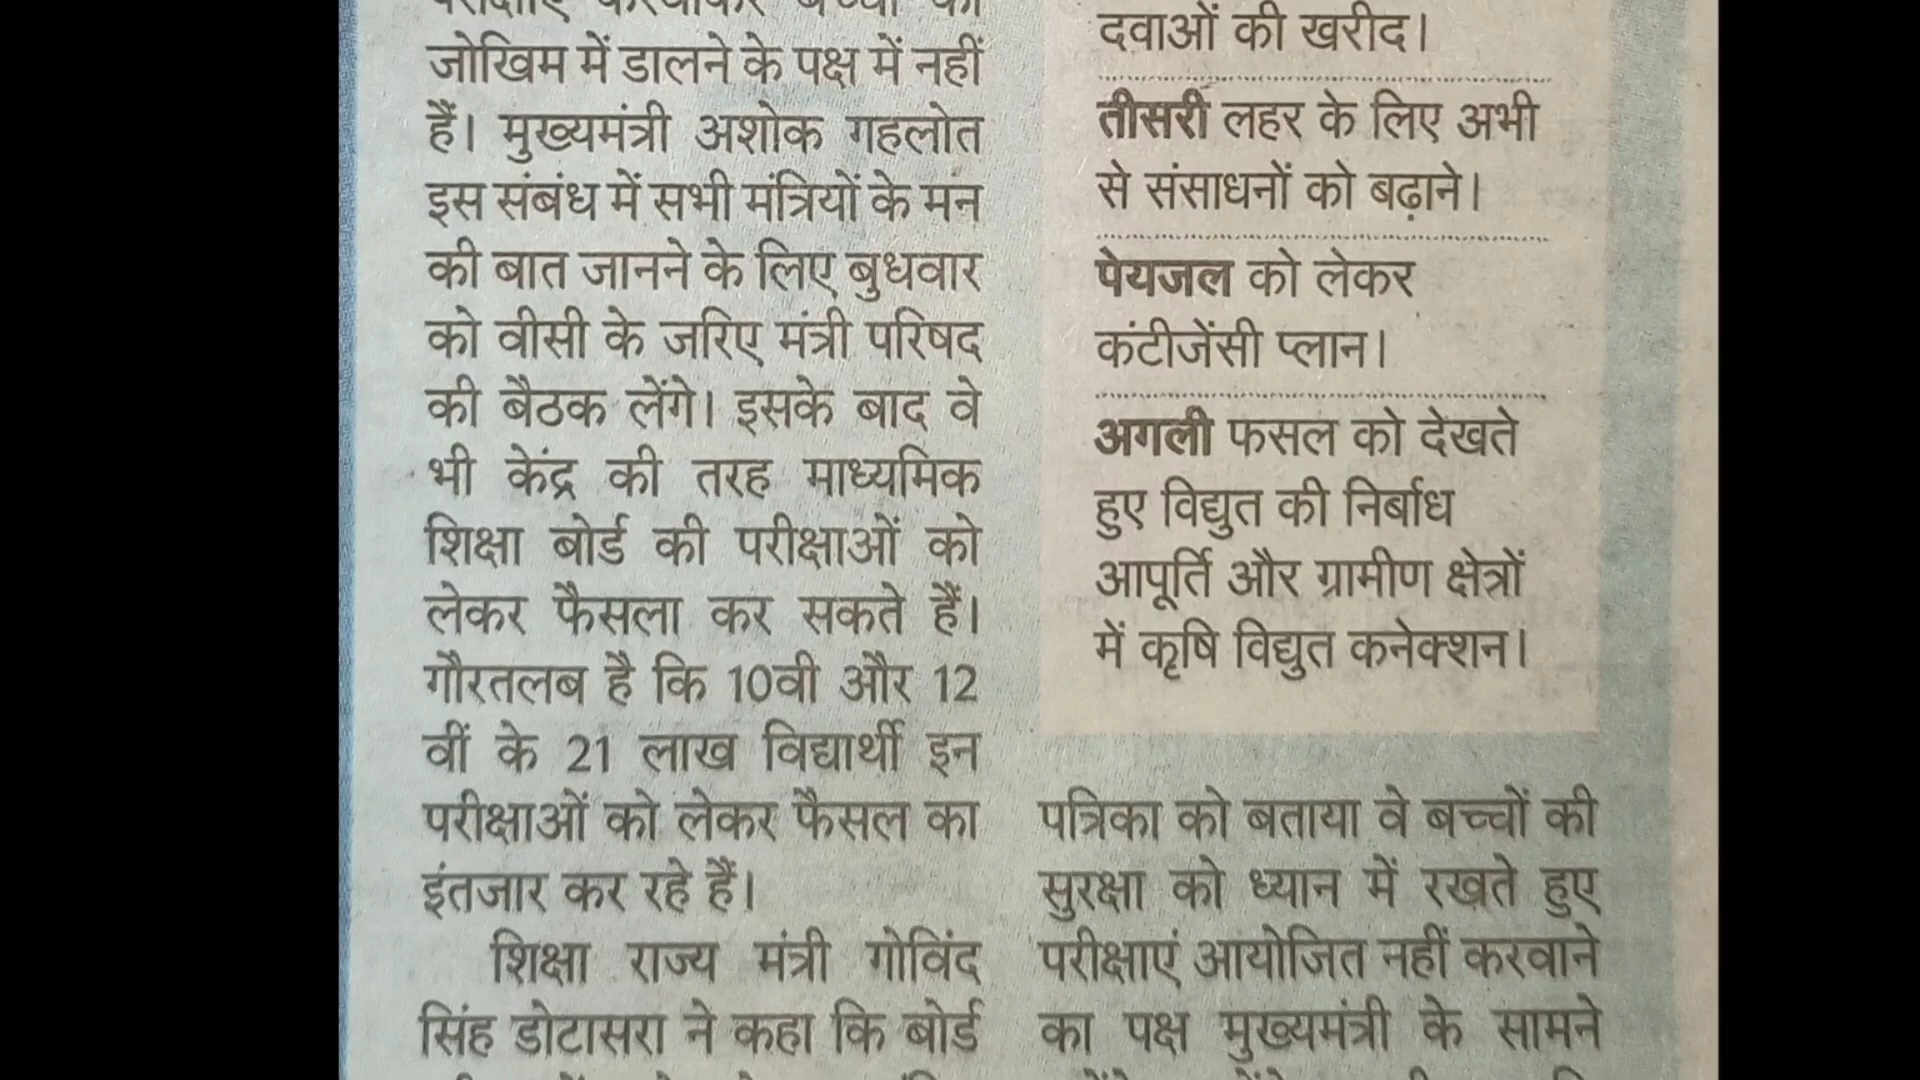 जोखिम में डालने के पक्ष में नहीं
हैं। मुख्यमंत्री अशोक गहलोत
इस संबंध में सभी मंत्रियों के मन
की बात जानने के लिए बुधवार
को वीसी के जरिए मंत्री परिषद
की बैठक लेंगे। इसके बाद वे
भी केंद्र की तरह माध्यमिक
शिक्षा बोर्ड की परीक्षाओं को
लेकर फैसला कर सकते हैं।
गौरतलब है कि 10वी और 12
वीं के 21 लाख विद्यार्थी इन
परीक्षाओं को लेकर फैसल का
इंतजार कर रहे हैं।
शिक्षा राज्य मंत्री गोविंद
सिंह डोटासरा ने कहा कि बोर्ड
दवाओं की खरीद।
तीसरी लहर के लिए अभी
से संसाधनों को बढ़ाने।
पेयजल को लेकर
कंटीजेंसी प्लान।
अगली फसल को देखते
हुए विद्युत की निर्बाध
आपूर्ति और ग्रामीण क्षेत्रों
में कृषि विद्युत कनेक्शन।
पत्रिका को बताया वे बच्चों की
सुरक्षा को ध्यान में रखते हुए
परीक्षाएं आयोजित नहीं करवाने
का पक्ष मुख्यमंत्री के सामने